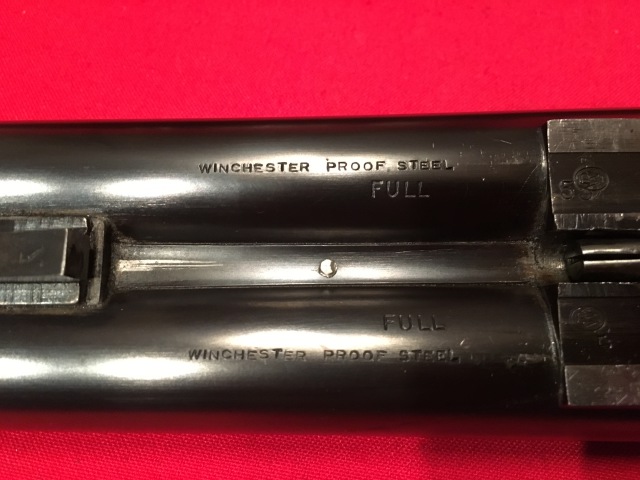 WINCHESTER PROOF STEEL
FULL
FULL
WINCHESTER PROOF STEEL